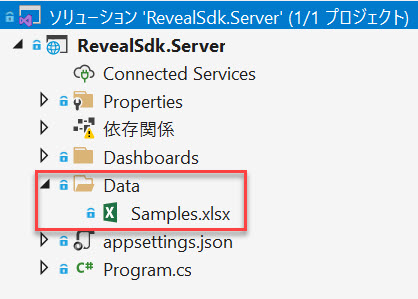 ソリューション 'RevealSdk.Server' (1/1 プロジェクト)
RevealSdk.Server
Connected Services
Properties
依存関係
Dashboards
Data
Samples.xlsx
appsettings.json
C# Program.cs